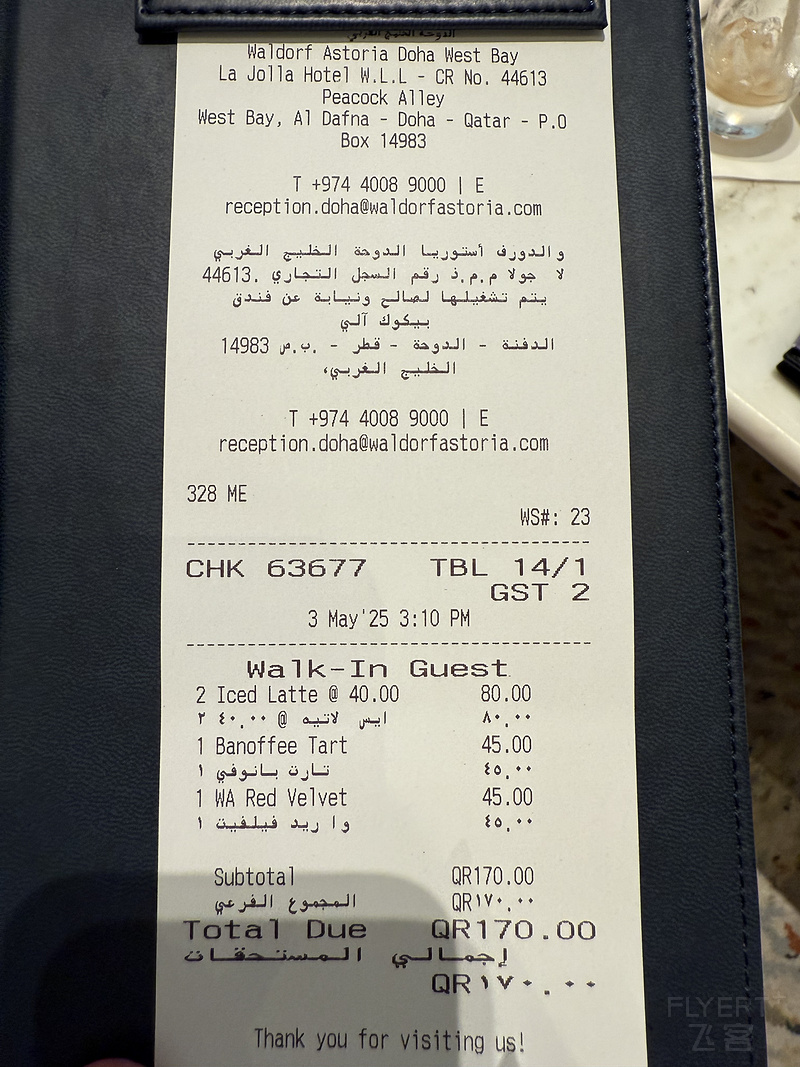 الدوحة الخليج الغربي
Waldorf Astoria Doha West Bay
La Jolla Hotel W.L.L - CR No. 44613
Peacock Alley
West Bay, Al Dafna - Doha - Qatar - P.O
Box 14983
T +974 4008 9000 | E
reception.doha@waldorfastoria.com
والدورف أستوريا الدوحة الخليج الغربي
لا جولا م.م.ذ رقم السجل التجاري .44613
يتم تشغيلها لصالح ونيابة عن فندق
بيكوك آلي
الدفنة - الدوحة - قطر - .ب.ص 14983
الخليج الغربي،
T +974 4008 9000 | E
reception.doha@waldorfastoria.com
328 ME
WS#: 23
CHK 63677 TBL 14/1
GST 2
3 May'25 3:10 PM
Walk-In Guest
2 Iced Latte @ 40.00 80.00
٢ ايس لاتيه @ ٤٠.٠٠ ٨٠.٠٠
1 Banoffee Tart 45.00
١ تارت بانوفي ٤٥.٠٠
1 WA Red Velvet 45.00
١ وا ريد فيلفيت ٤٥.٠٠
Subtotal QR170.00
المجموع الفرعي QR١٧٠.٠٠
Total Due QR170.00
إجمالي المستحقات
QR١٧٠.٠٠
Thank you for visiting us!
FLYERT
飞客